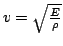 v = √(E/ρ)